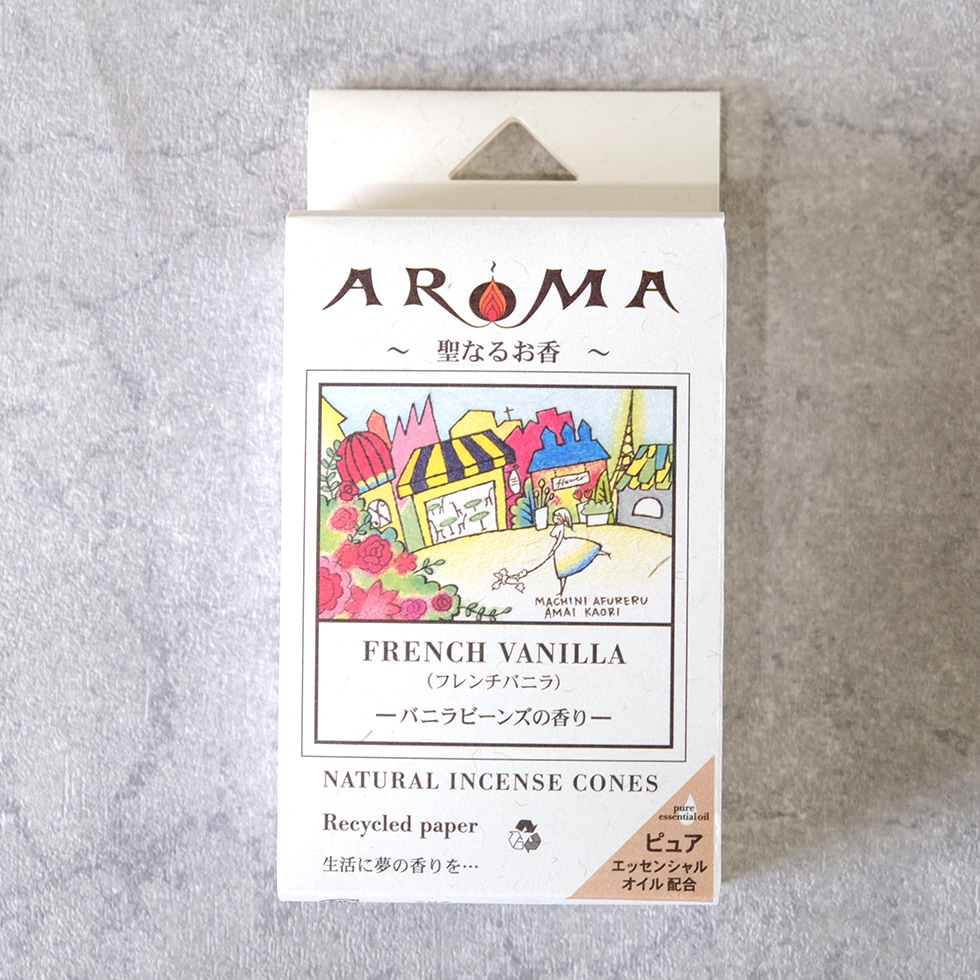 AROMA
～ 聖なるお香 ～
Flower
MACHINI AFURERU
AMAI KAORI
FRENCH VANILLA
（フレンチバニラ）
ーバニラビーンズの香りー
NATURAL INCENSE CONES
Recycled paper
生活に夢の香りを…
pure
essential oil
ピュア
エッセンシャル
オイル 配合